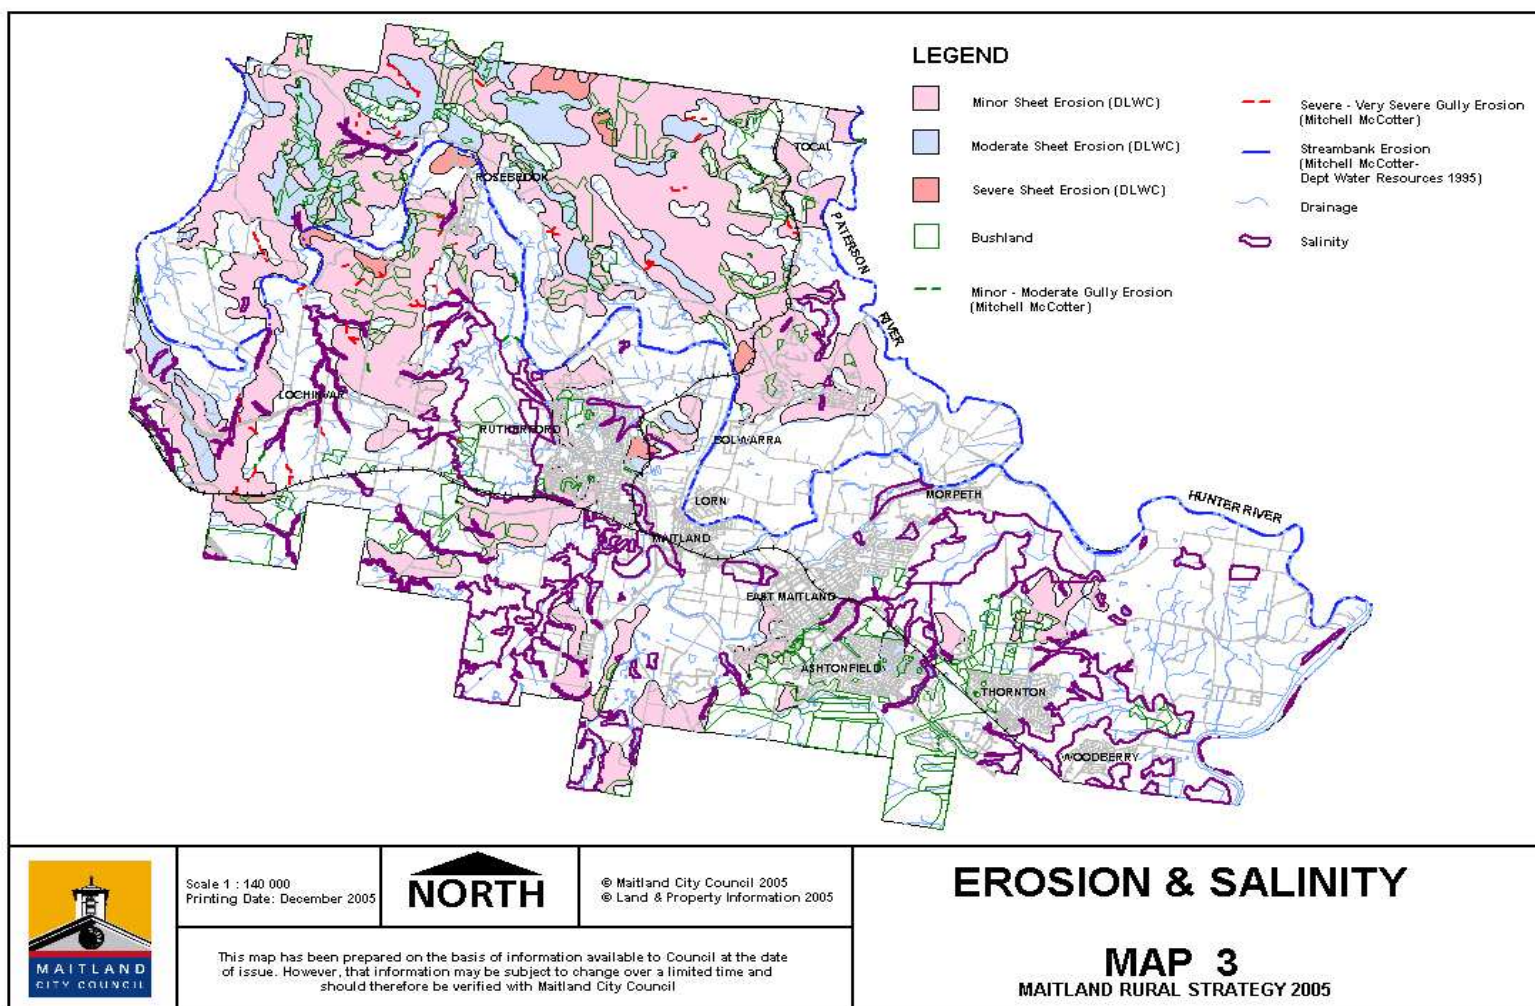 LEGEND
Minor Sheet Erosion (DLWC)
Moderate Sheet Erosion (DLWC)
Severe Sheet Erosion (DLWC)
Bushland
Minor - Moderate Gully Erosion
(Mitchell McCotter)
Severe - Very Severe Gully Erosion
(Mitchell McCotter)
Streambank Erosion
(Mitchell McCotter-
Dept Water Resources 1995)
Drainage
Salinity
TOCAL
ROSEBROOK
PATERSON
RIVER
LOCHINVAR
RUTHERFORD
BOLWARRA
LORN
MORPETH
HUNTER RIVER
MAITLAND
EAST MAITLAND
ASHTONFIELD
THORNTON
WOODBERRY
MAITLAND
CITY COUNCIL
Scale 1 : 140 000
Printing Date: December 2005
NORTH
© Maitland City Council 2005
© Land & Property Information 2005
This map has been prepared on the basis of information available to Council at the date
of issue. However, that information may be subject to change over a limited time and
should therefore be verified with Maitland City Council
EROSION & SALINITY
MAP 3
MAITLAND RURAL STRATEGY 2005